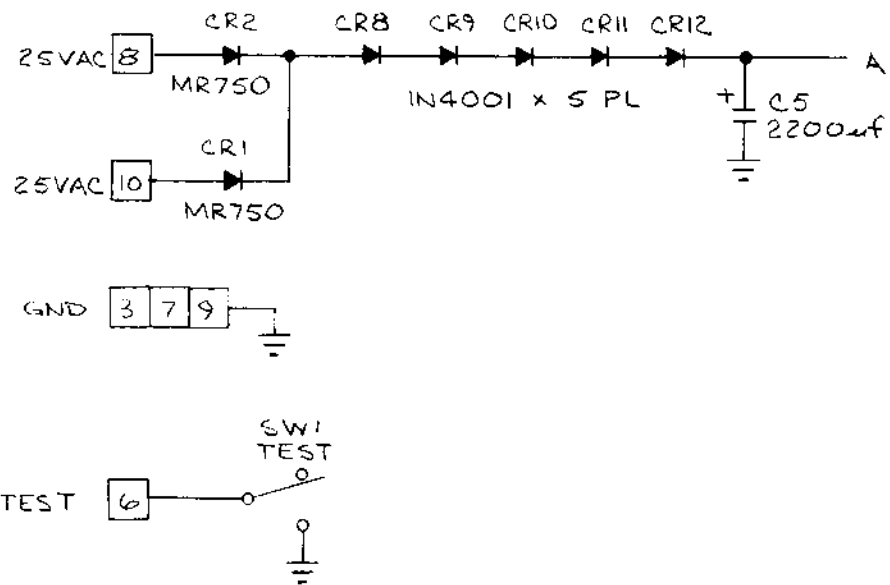 CR2 CR8 CR9 CR10 CR11 CR12
25VAC 8 A
MR750 1N4001 x 5 PL + C5
2200uf
CR1
25VAC 10
MR750
GND 3 7 9
SW1
TEST
TEST 6